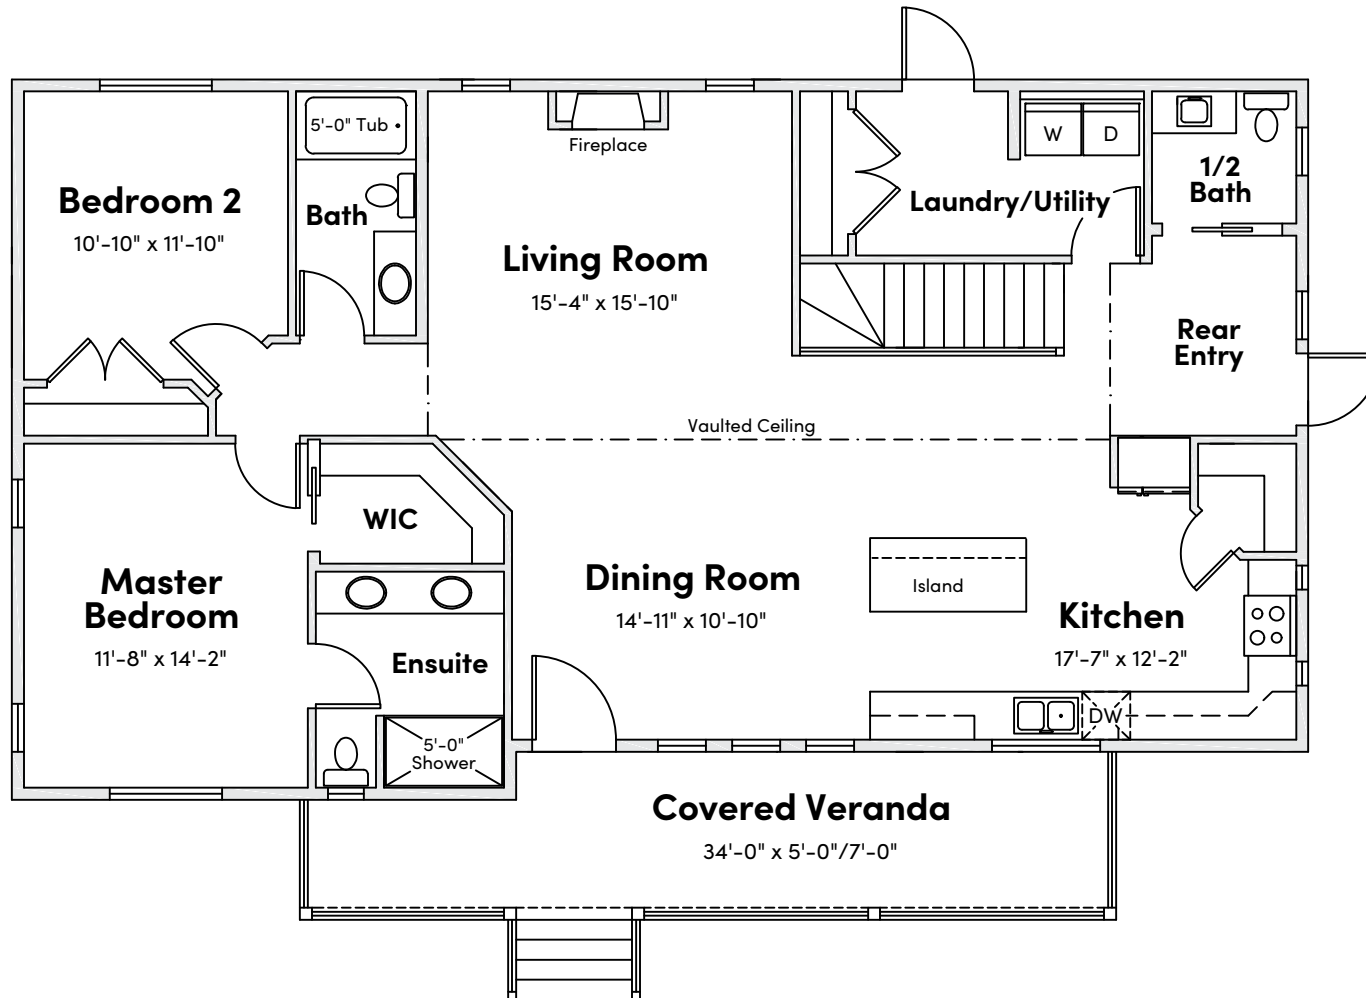 5'-0" Tub
W
D
Fireplace
1/2
Bath
Bedroom 2
10'-10" x 11'-10"
Bath
Laundry/Utility
Living Room
15'-4" x 15'-10"
Rear
Entry
Vaulted Ceiling
WIC
Master
Bedroom
11'-8" x 14'-2"
Dining Room
14'-11" x 10'-10"
Island
Kitchen
17'-7" x 12'-2"
Ensuite
DW
5'-0"
Shower
Covered Veranda
34'-0" x 5'-0"/7'-0"